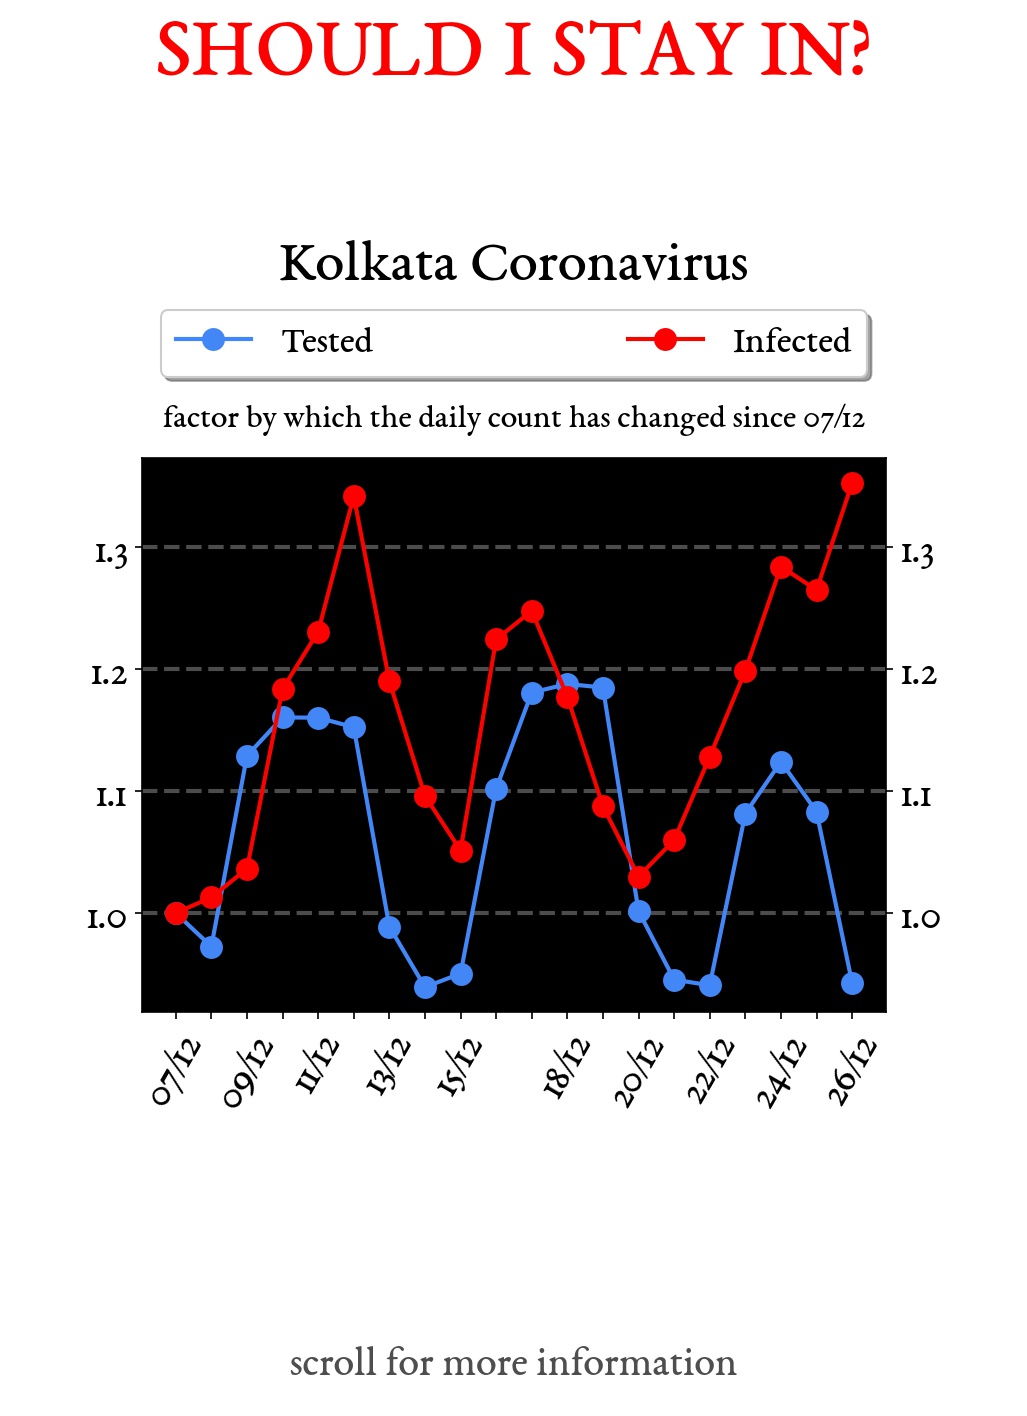 SHOULD I STAY IN?
Kolkata Coronavirus
Tested Infected
factor by which the daily count has changed since 07/12
1.3 1.3
1.2 1.2
1.1 1.1
1.0 1.0
07/12 09/12 11/12 13/12 15/12 18/12 20/12 22/12 24/12 26/12
scroll for more information